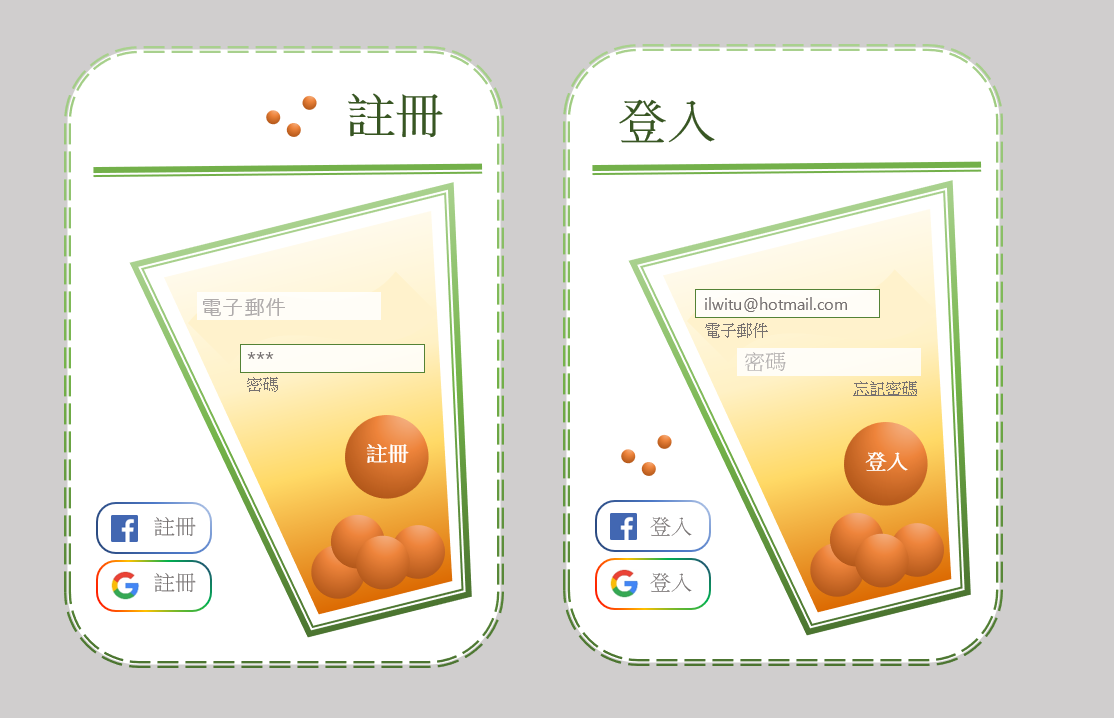 註冊
電子郵件
***
密碼
註冊
註冊
註冊
登入
ilwitu@hotmail.com
電子郵件
密碼
忘記密碼
登入
登入
登入